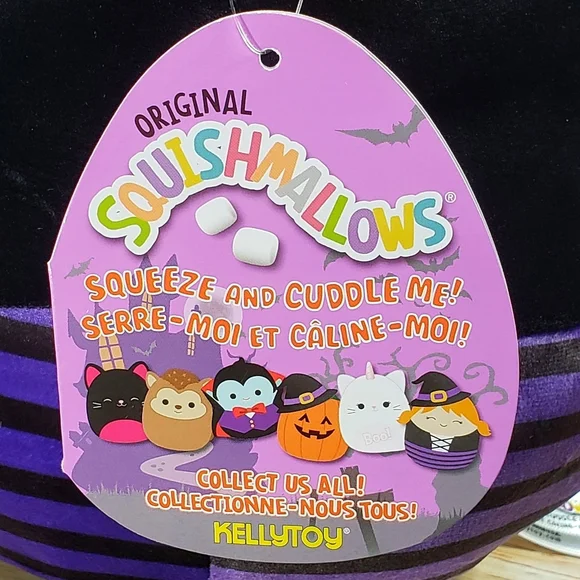 ORIGINAL
SQUISHMALLOWS®
SQUEEZE AND CUDDLE ME!
SERRE-MOI ET CÂLINE-MOI!
Boo!
COLLECT US ALL!
COLLECTIONNE-NOUS TOUS!
KELLYTOY®